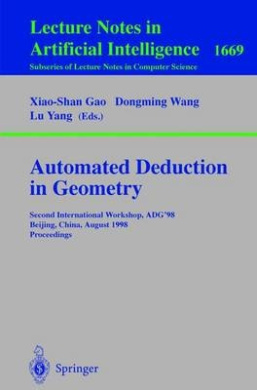 Lecture Notes in
Artificial Intelligence 1669
Subseries of Lecture Notes in Computer Science
Xiao-Shan Gao Dongming Wang
Lu Yang (Eds.)
Automated Deduction
in Geometry
Second International Workshop, ADG'98
Beijing, China, August 1998
Proceedings
Springer